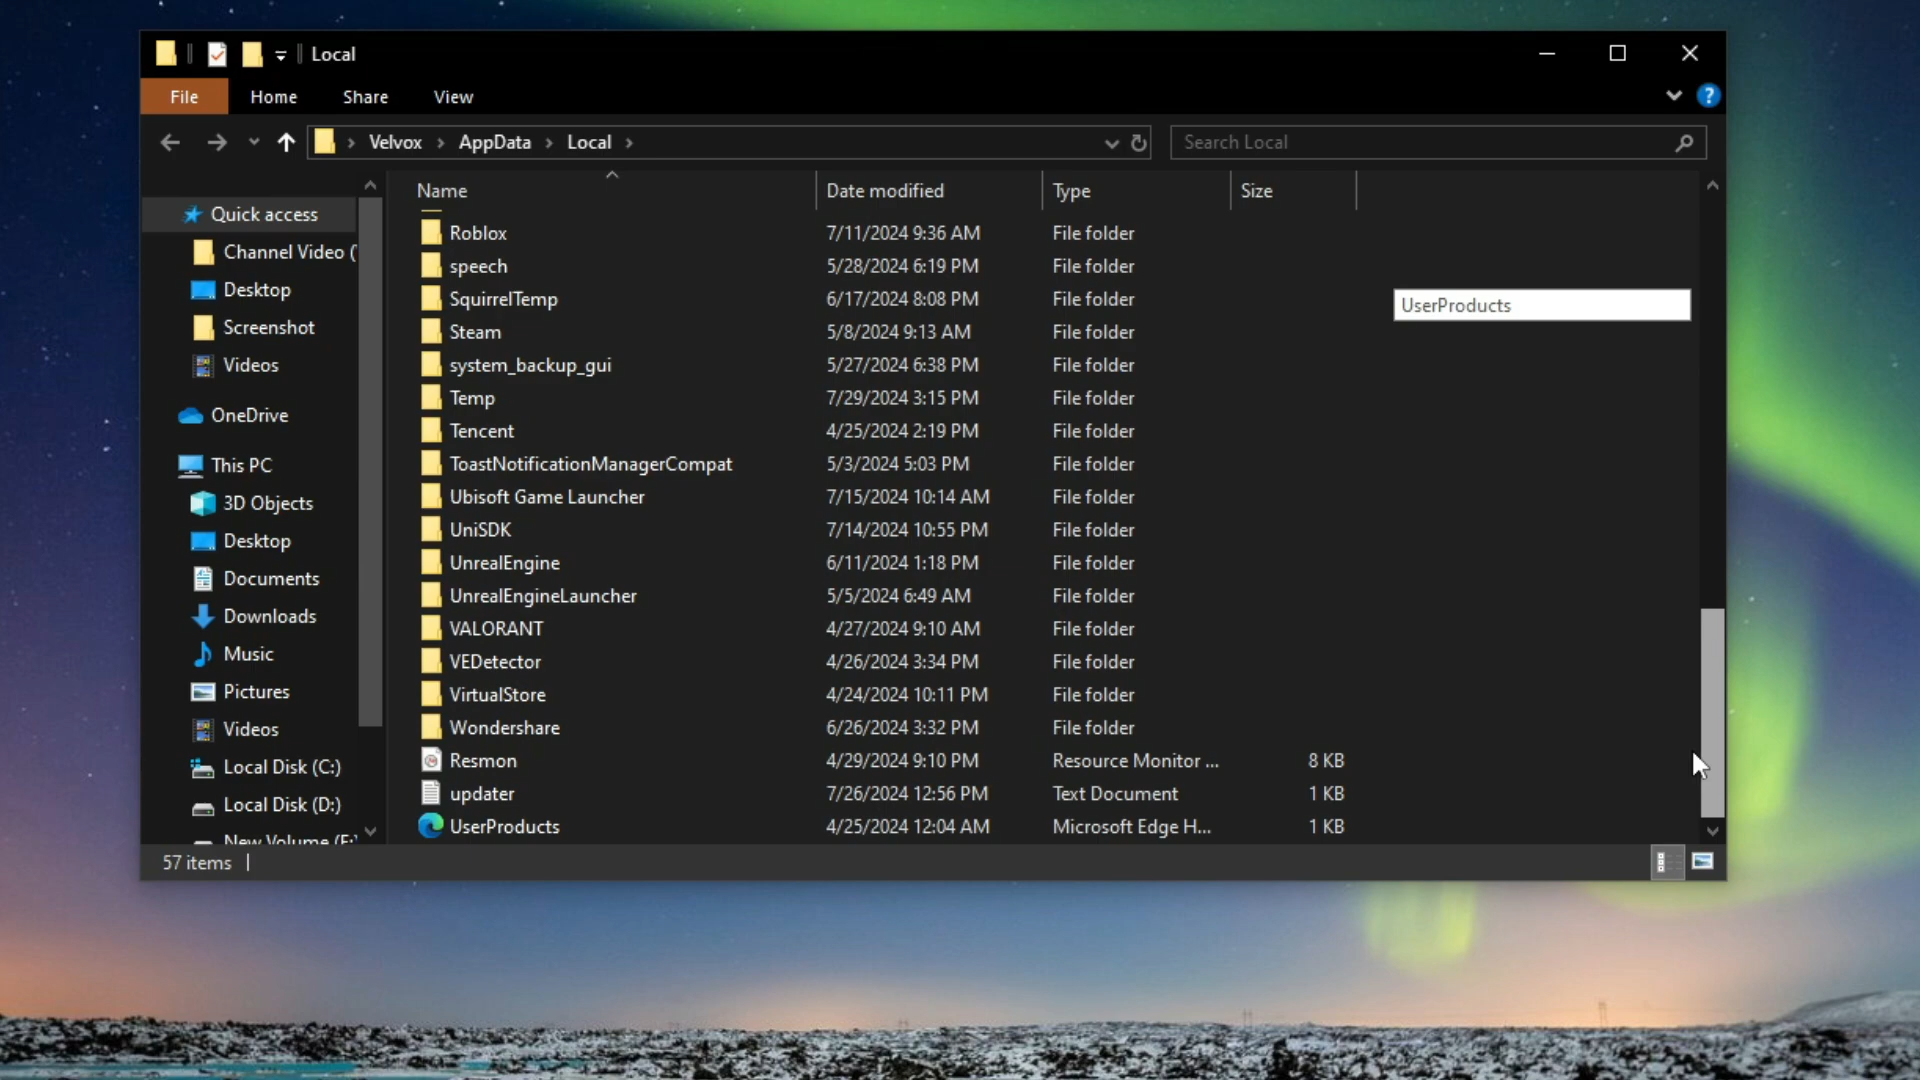 Local
File Home Share View
?
Velvox AppData Local
Search Local
Name Date modified Type Size
Quick access
Channel Video (
Desktop
Screenshot
Videos
OneDrive
This PC
3D Objects
Desktop
Documents
Downloads
Music
Pictures
Videos
Local Disk (C:)
Local Disk (D:)
New Volume (E:)
Roblox 7/11/2024 9:36 AM File folder
speech 5/28/2024 6:19 PM File folder
SquirrelTemp 6/17/2024 8:08 PM File folder
Steam 5/8/2024 9:13 AM File folder
system_backup_gui 5/27/2024 6:38 PM File folder
Temp 7/29/2024 3:15 PM File folder
Tencent 4/25/2024 2:19 PM File folder
ToastNotificationManagerCompat 5/3/2024 5:03 PM File folder
Ubisoft Game Launcher 7/15/2024 10:14 AM File folder
UniSDK 7/14/2024 10:55 PM File folder
UnrealEngine 6/11/2024 1:18 PM File folder
UnrealEngineLauncher 5/5/2024 6:49 AM File folder
VALORANT 4/27/2024 9:10 AM File folder
VEDetector 4/26/2024 3:34 PM File folder
VirtualStore 4/24/2024 10:11 PM File folder
Wondershare 6/26/2024 3:32 PM File folder
Resmon 4/29/2024 9:10 PM Resource Monitor ... 8 KB
updater 7/26/2024 12:56 PM Text Document 1 KB
UserProducts 4/25/2024 12:04 AM Microsoft Edge H... 1 KB
UserProducts
57 items